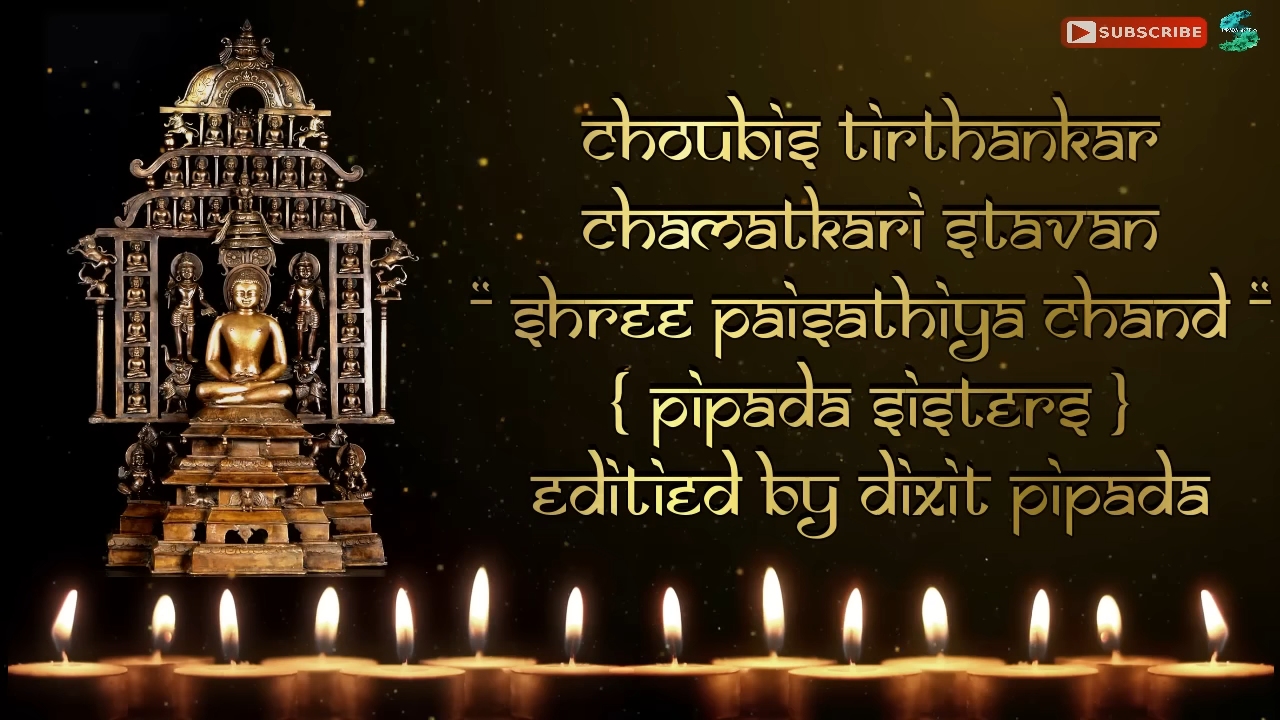 SUBSCRIBE
choubis tirthankar
chamatkari stavan
“ shree paisathiya chand “
{ pipada sisters }
editied by dixit pipada